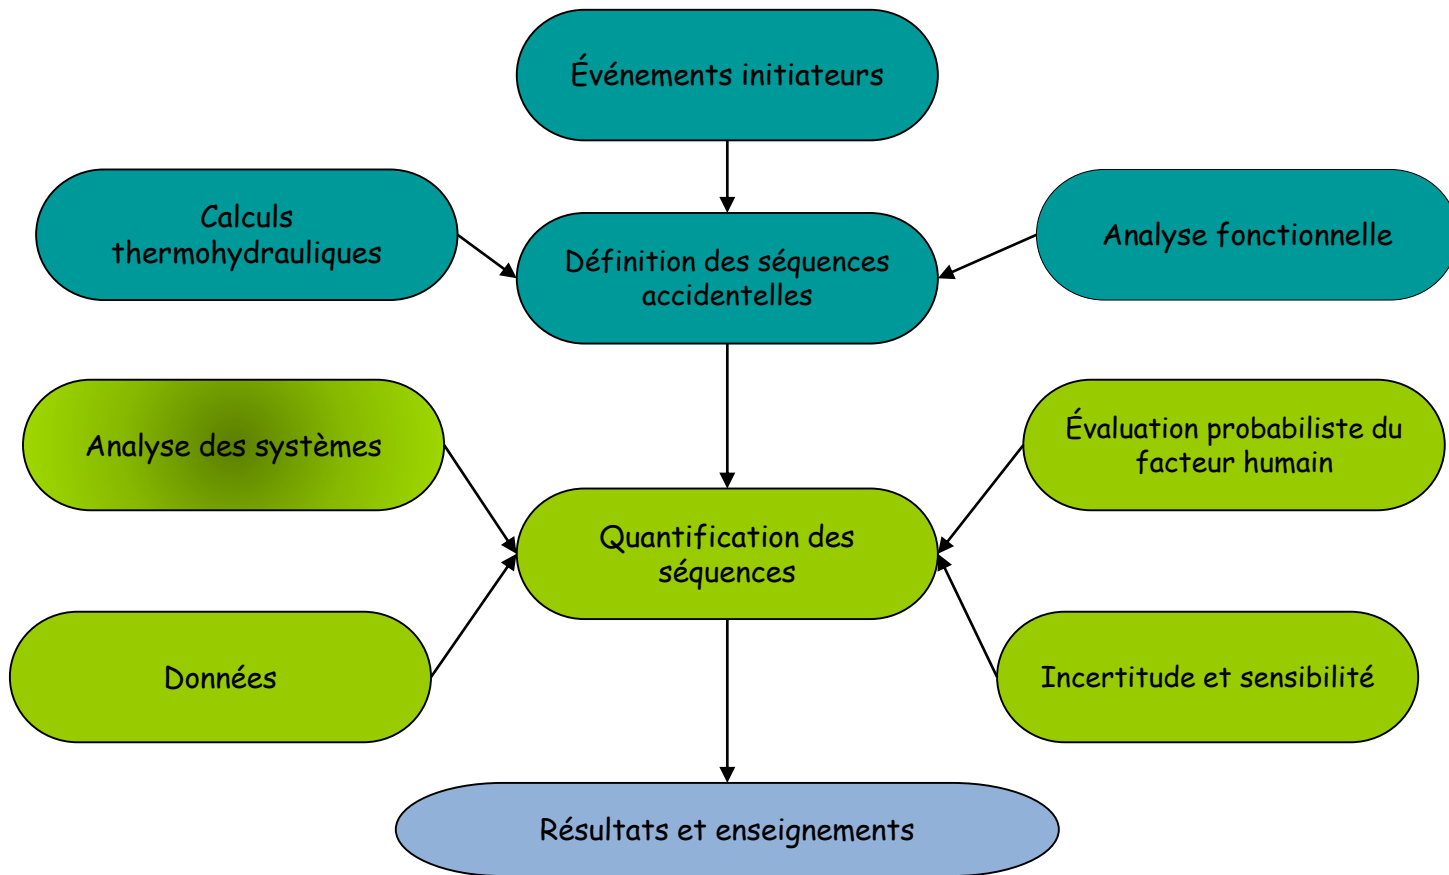 Événements initiateurs
Calculs
thermohydrauliques
Définition des séquences
accidentelles
Analyse fonctionnelle
Analyse des systèmes
Évaluation probabiliste du
facteur humain
Quantification des
séquences
Données
Incertitude et sensibilité
Résultats et enseignements